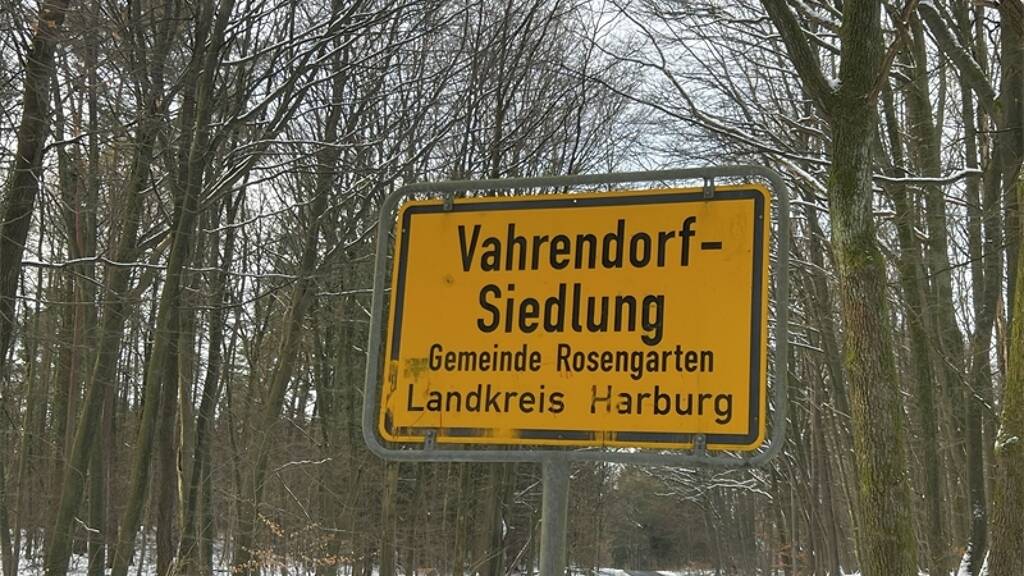 Vahrendorf-
Siedlung
Gemeinde Rosengarten
Landkreis Harburg